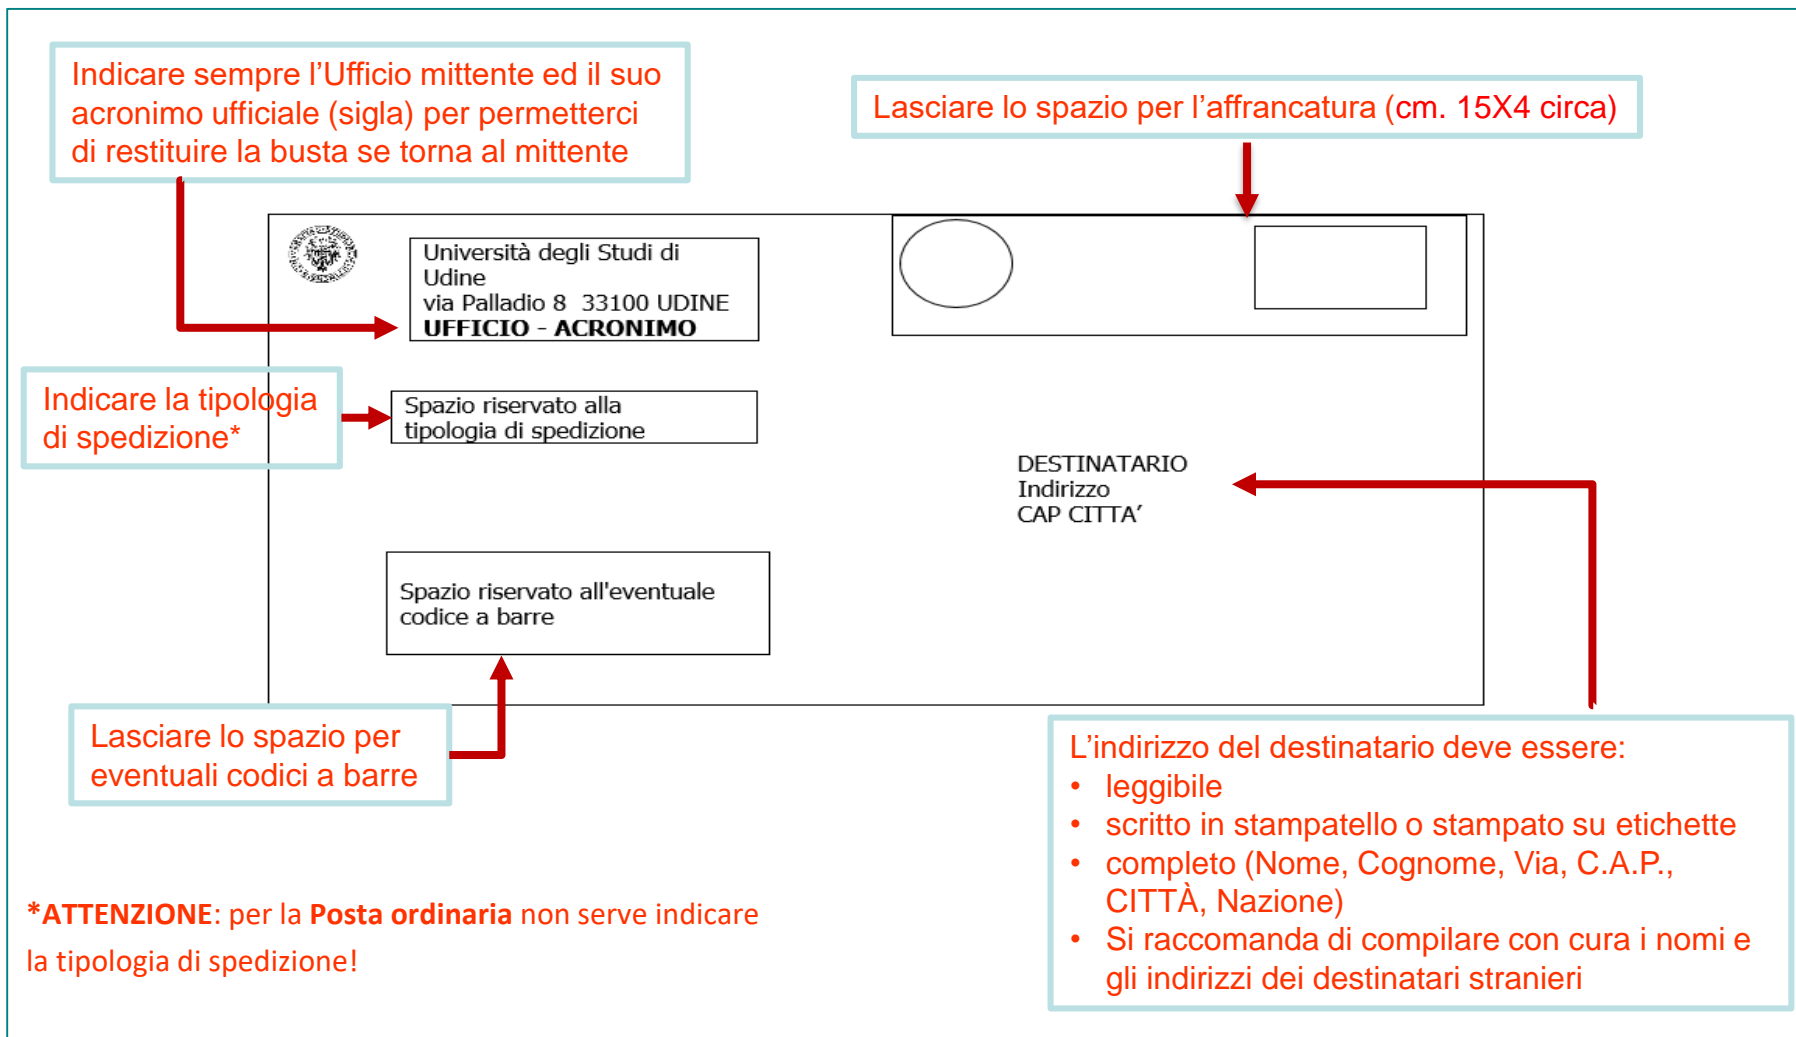 Indicare sempre l’Ufficio mittente ed il suo
acronimo ufficiale (sigla) per permetterci
di restituire la busta se torna al mittente
Lasciare lo spazio per l’affrancatura (cm. 15X4 circa)
Università degli Studi di
Udine
via Palladio 8  33100 UDINE
UFFICIO - ACRONIMO
Indicare la tipologia
di spedizione*
Spazio riservato alla
tipologia di spedizione
DESTINATARIO
Indirizzo
CAP CITTA’
Spazio riservato all'eventuale
codice a barre
Lasciare lo spazio per
eventuali codici a barre
L’indirizzo del destinatario deve essere:
• leggibile
• scritto in stampatello o stampato su etichette
• completo (Nome, Cognome, Via, C.A.P.,
CITTÀ, Nazione)
• Si raccomanda di compilare con cura i nomi e
gli indirizzi dei destinatari stranieri
*ATTENZIONE: per la Posta ordinaria non serve indicare
la tipologia di spedizione!